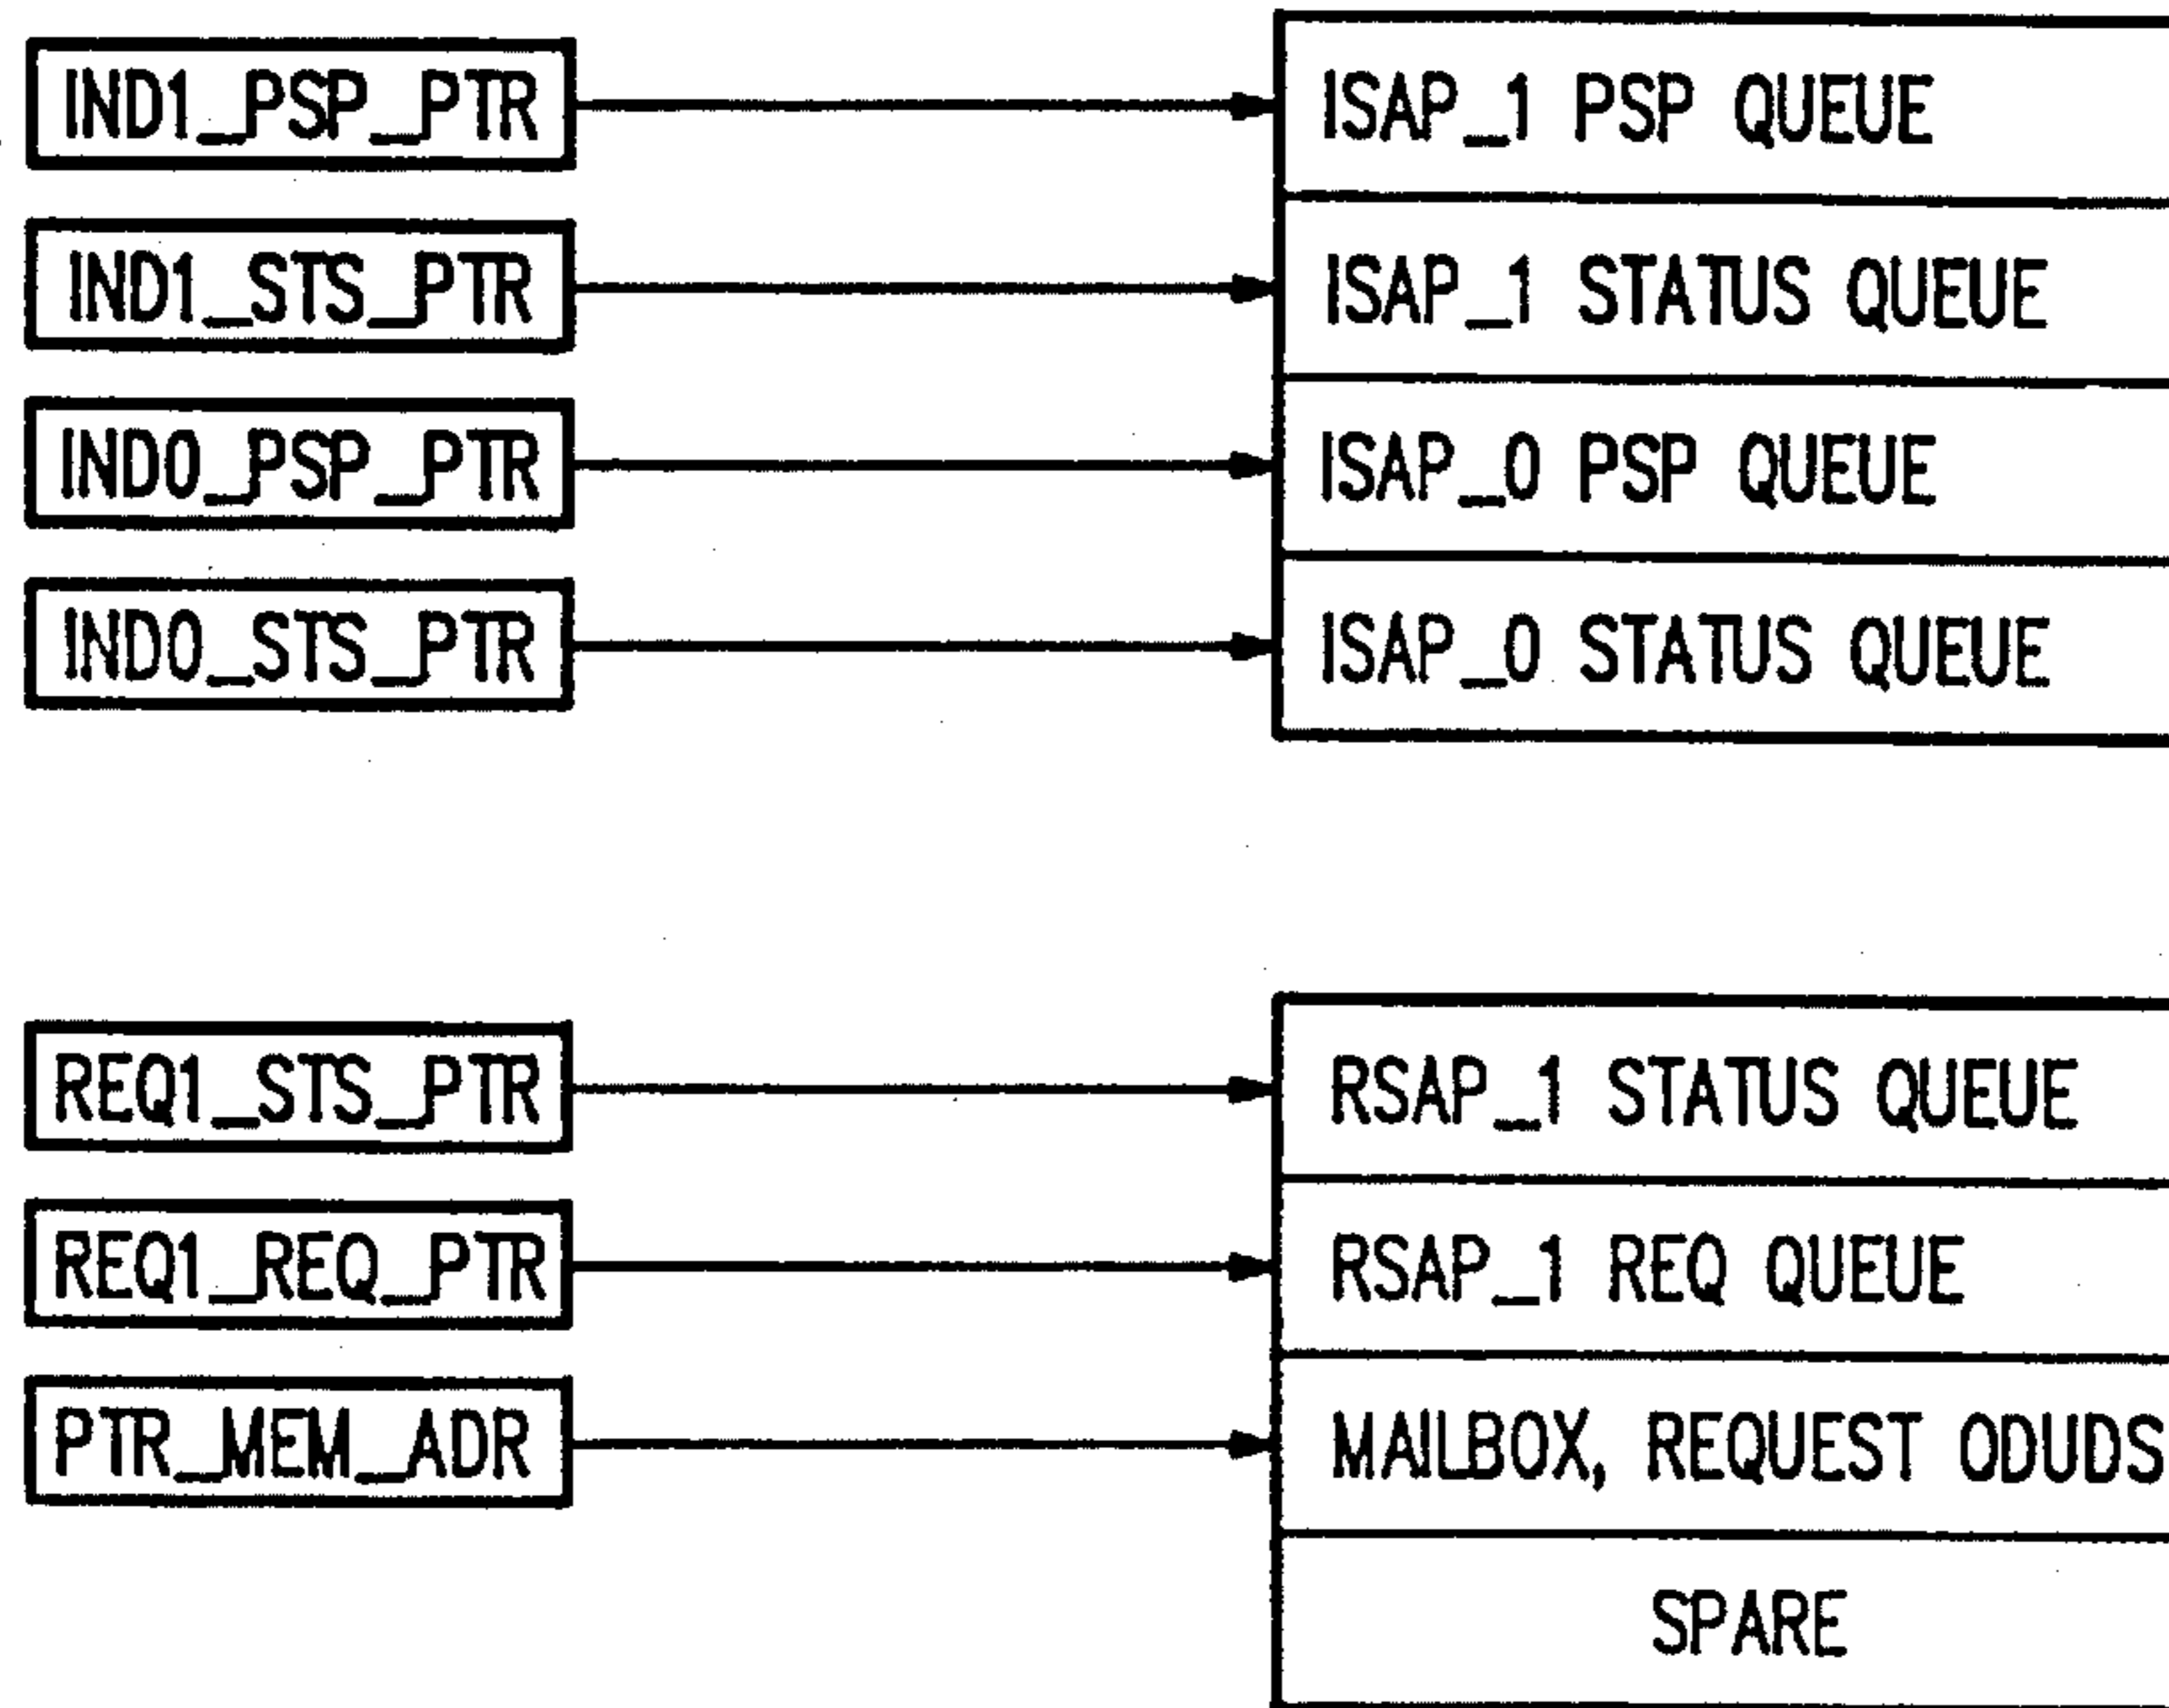 IND1_PSP_PTR ISAP_1 PSP QUEUE
IND1_STS_PTR ISAP_1 STATUS QUEUE
IND0_PSP_PTR ISAP_0 PSP QUEUE
IND0_STS_PTR ISAP_0 STATUS QUEUE
REQ1_STS_PTR RSAP_1 STATUS QUEUE
REQ1_REQ_PTR RSAP_1 REQ QUEUE
PTR_MEM_ADR MAILBOX, REQUEST ODUDS
SPARE